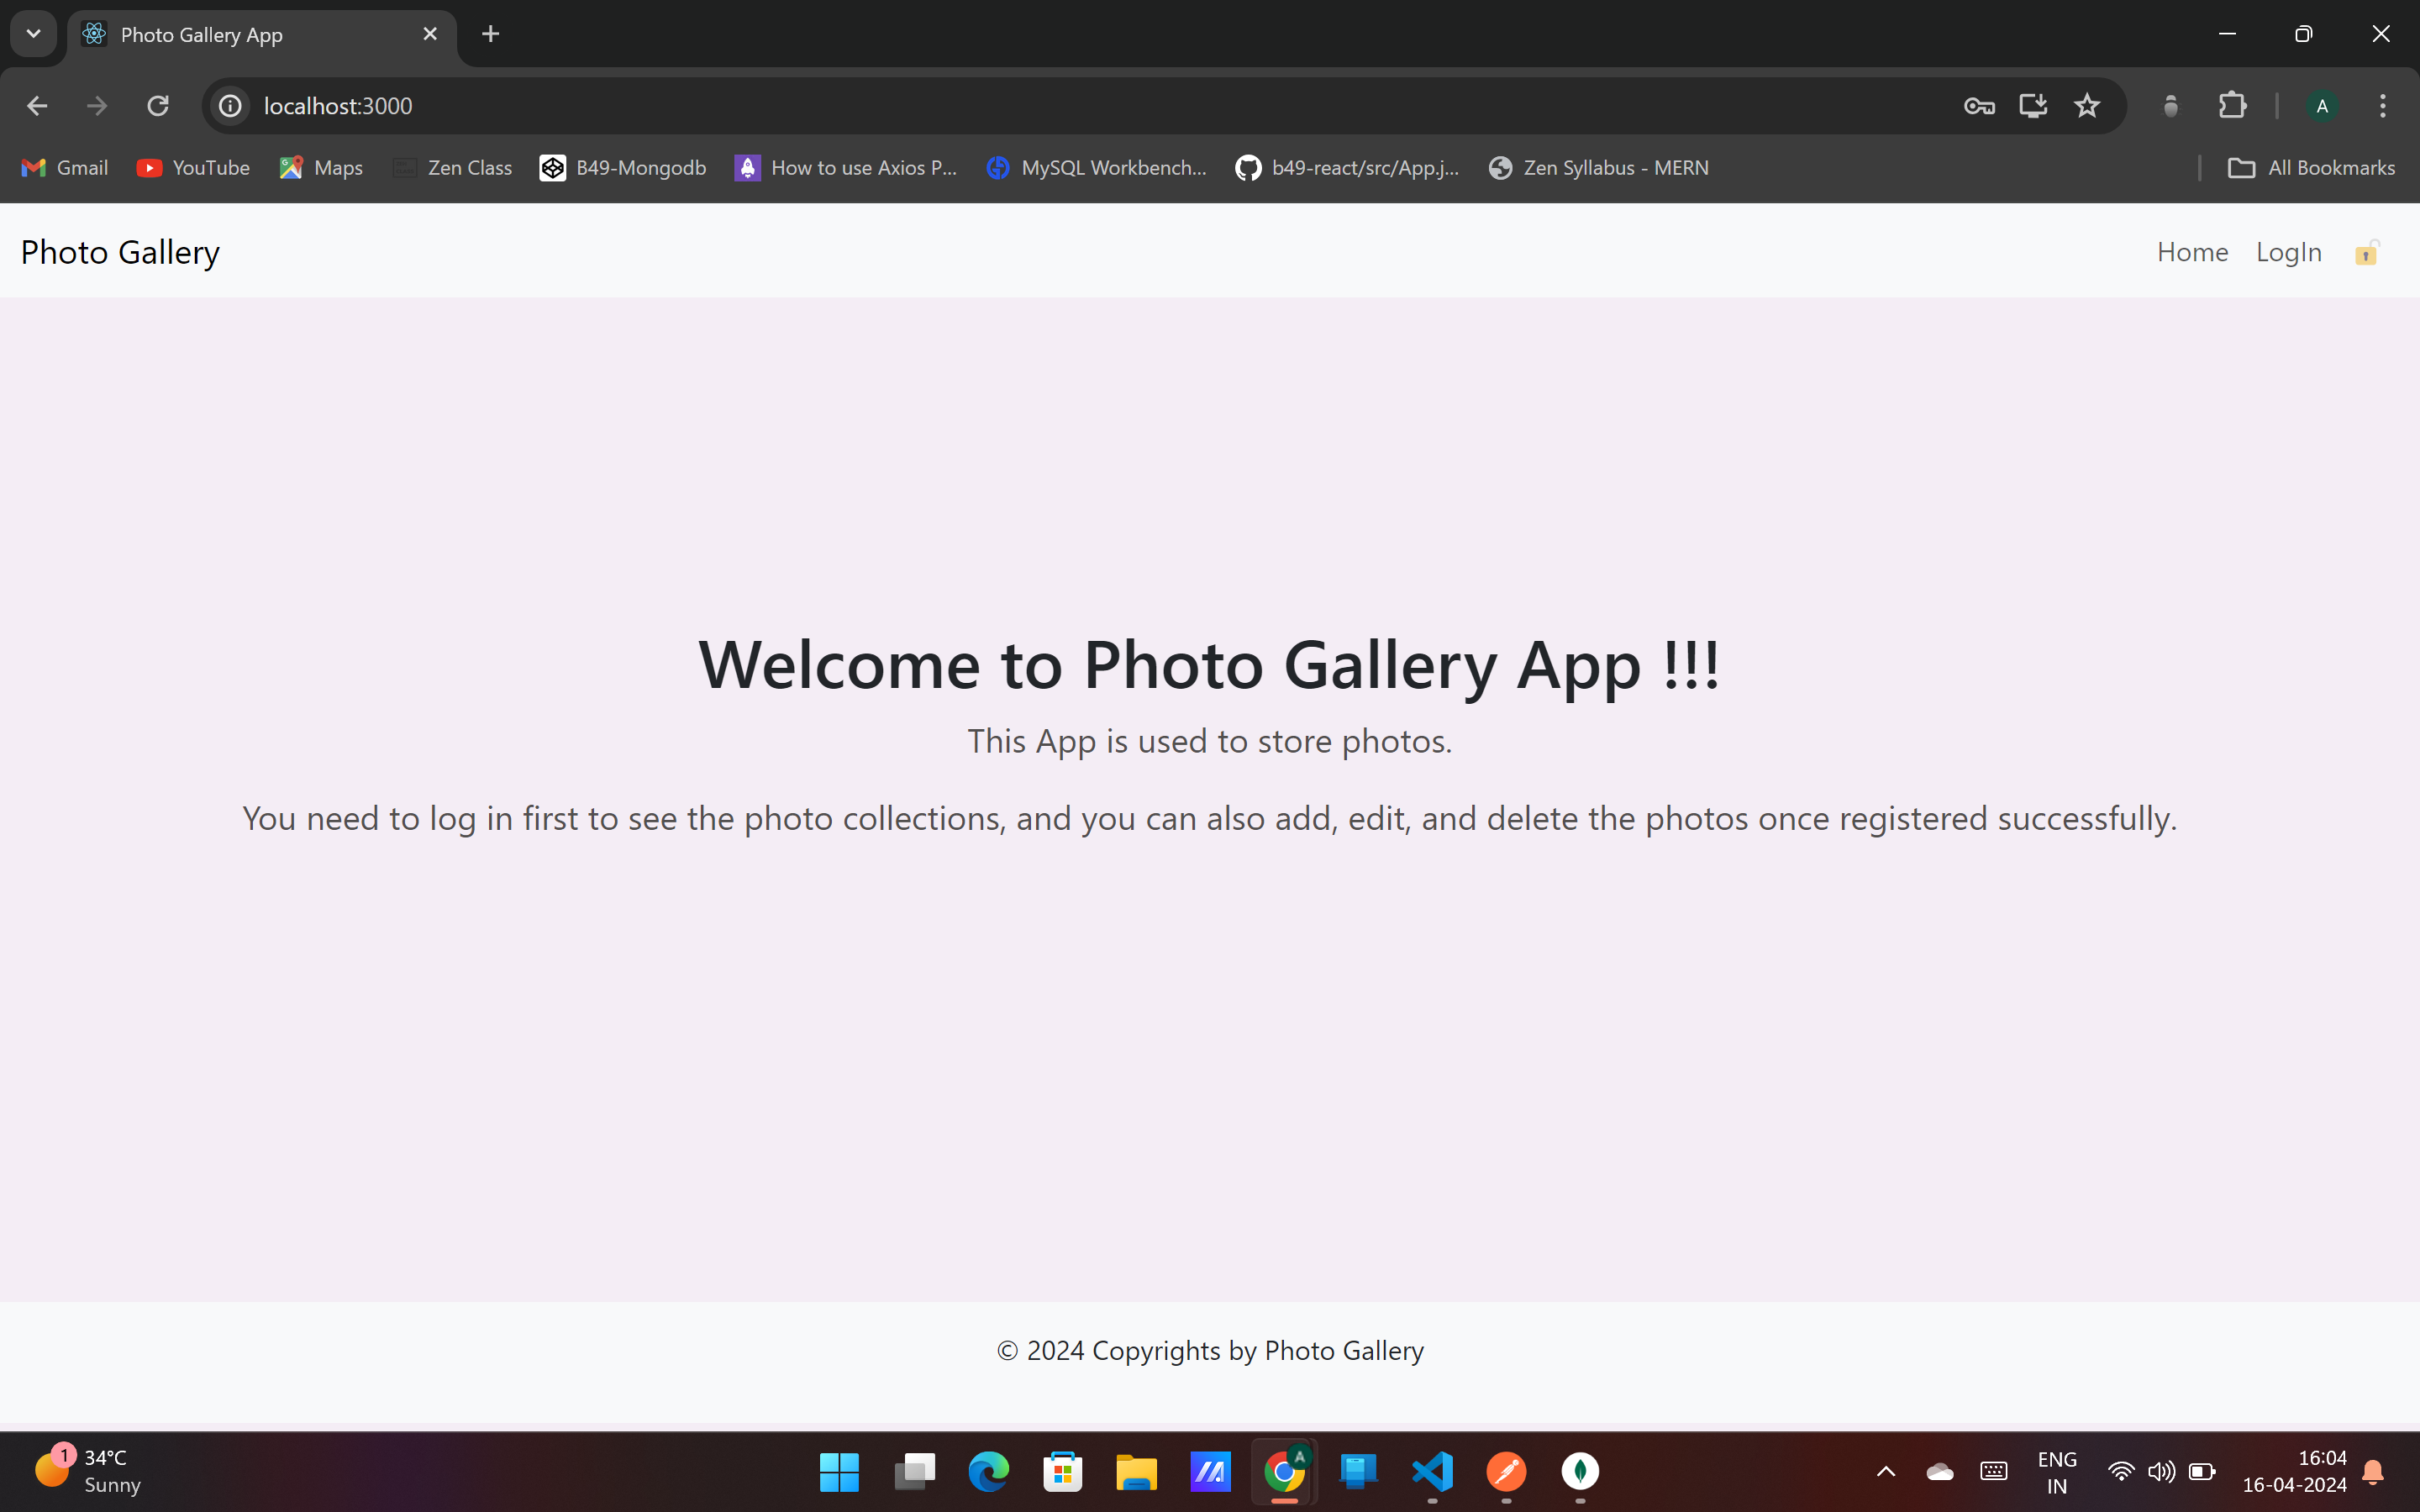 Photo Gallery App
localhost:3000
A
Gmail
YouTube
Maps
Zen Class
B49-Mongodb
How to use Axios P...
MySQL Workbench...
b49-react/src/App.j...
Zen Syllabus - MERN
All Bookmarks
Photo Gallery
Home
LogIn
Welcome to Photo Gallery App !!!
This App is used to store photos.
You need to log in first to see the photo collections, and you can also add, edit, and delete the photos once registered successfully.
© 2024 Copyrights by Photo Gallery
1
34°C
Sunny
A
ENG
IN
16:04
16-04-2024